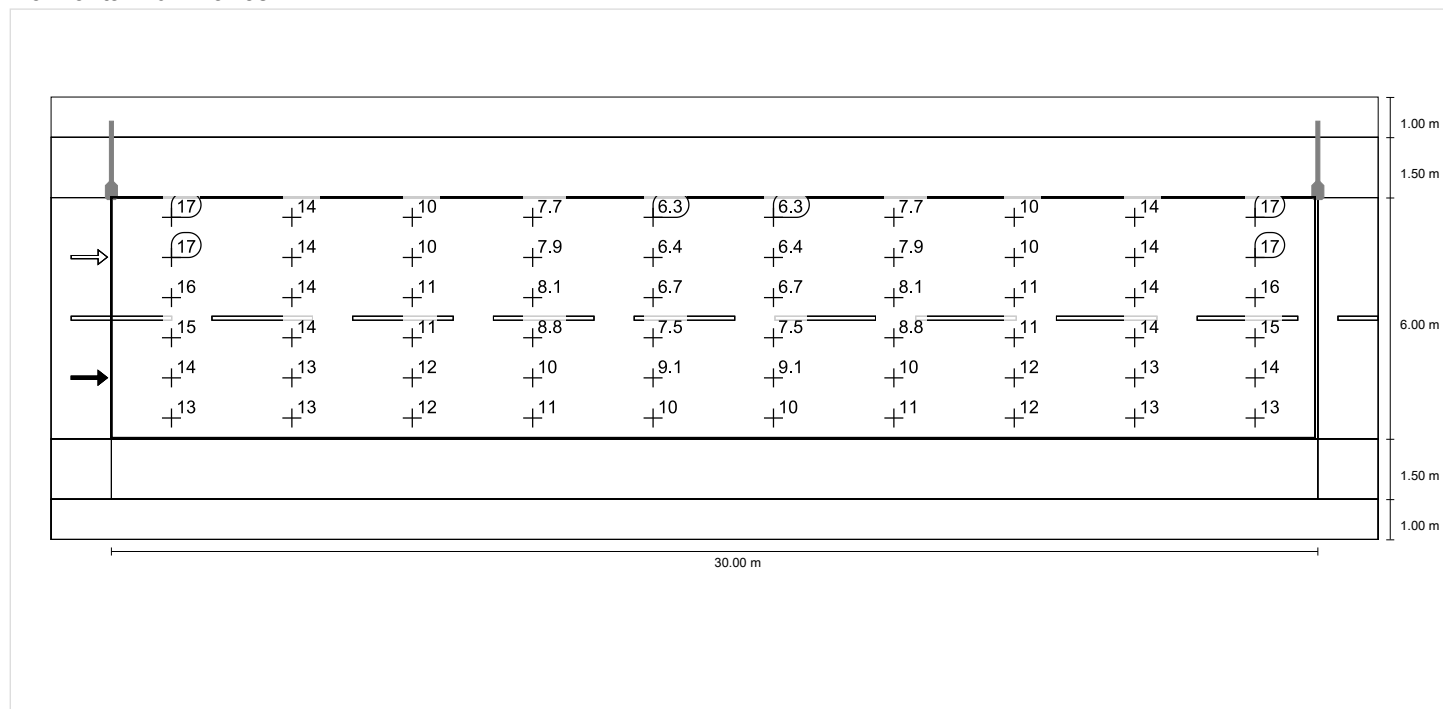 1.00 m
1.50 m
17 14 10 7.7 6.3 6.3 7.7 10 14 17
17 14 10 7.9 6.4 6.4 7.9 10 14 17
16 14 11 8.1 6.7 6.7 8.1 11 14 16
6.00 m
15 14 11 8.8 7.5 7.5 8.8 11 14 15
14 13 12 10 9.1 9.1 10 12 13 14
13 13 12 11 10 10 11 12 13 13
1.50 m
1.00 m
30.00 m